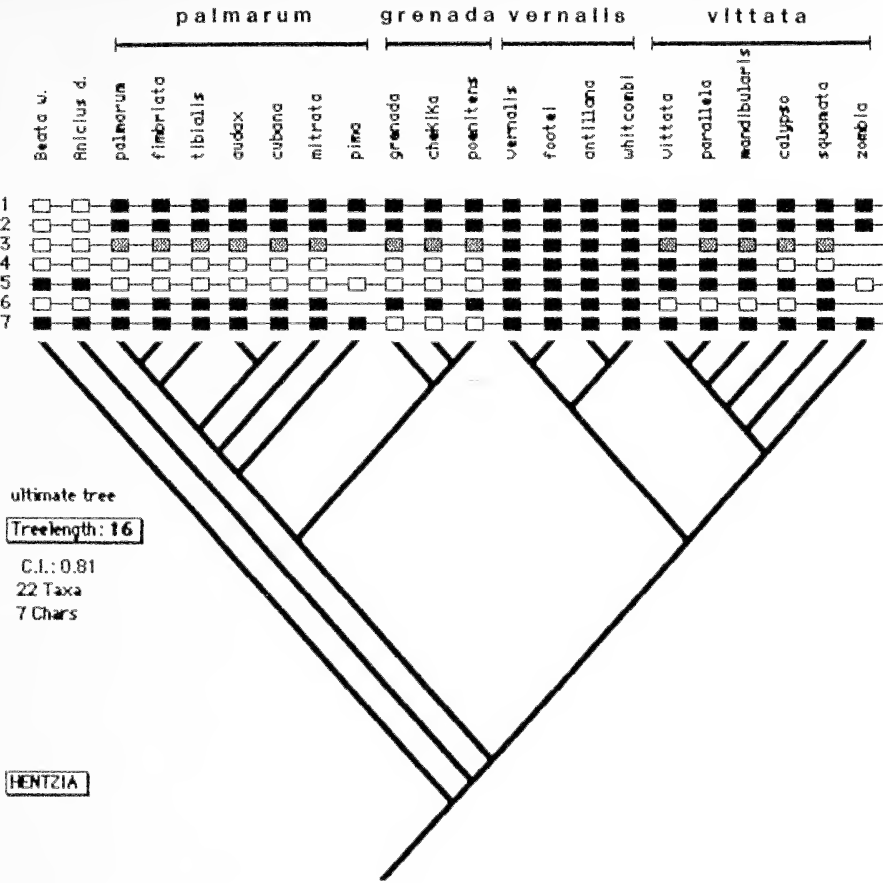 palmarum grenada vernalis vittata
Beata w.
Anicius d.
palmarum
fimbriata
tibialis
audax
cubana
mitrata
pima
grenada
chekika
poenitens
vernalis
footei
antillana
whitcombi
vittata
parallela
mandibularis
calypso
squamata
zombia
1
2
3
4
5
6
7
ultimate tree
Treelength: 16
C.I.: 0.81
22 Taxa
7 Chars
HENTZIA